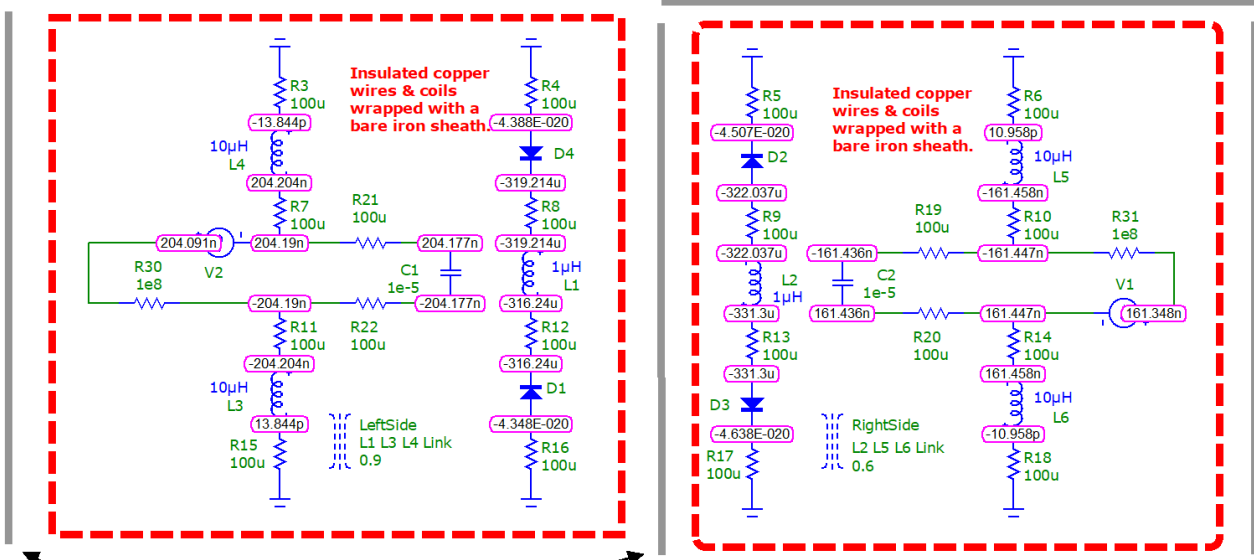 R3
100u
Insulated copper
wires & coils
wrapped with a
bare iron sheath.
R4
100u
-13.844p
-4.388E-020
10µH
L4
D4
204.204n
-319.214u
R7
100u
R21
100u
R8
100u
204.091n
204.19n
204.177n
-319.214u
V2
R30
1e8
C1
1e-5
1µH
L1
-204.19n
-204.177n
-316.24u
R11
100u
R22
100u
R12
100u
-204.204n
-316.24u
10µH
L3
D1
13.844p
-4.348E-020
R15
100u
LeftSide
L1 L3 L4 Link
0.9
R16
100u
R5
100u
Insulated copper
wires & coils
wrapped with a
bare iron sheath.
R6
100u
-4.507E-020
10.958p
D2
10µH
L5
-322.037u
-161.458n
R9
100u
R19
100u
R10
100u
R31
1e8
-322.037u
-161.436n
-161.447n
L2
1µH
C2
1e-5
V1
-331.3u
161.436n
161.447n
161.348n
R13
100u
R20
100u
R14
100u
-331.3u
161.458n
D3
10µH
L6
-4.638E-020
-10.958p
R17
100u
RightSide
L2 L5 L6 Link
0.6
R18
100u